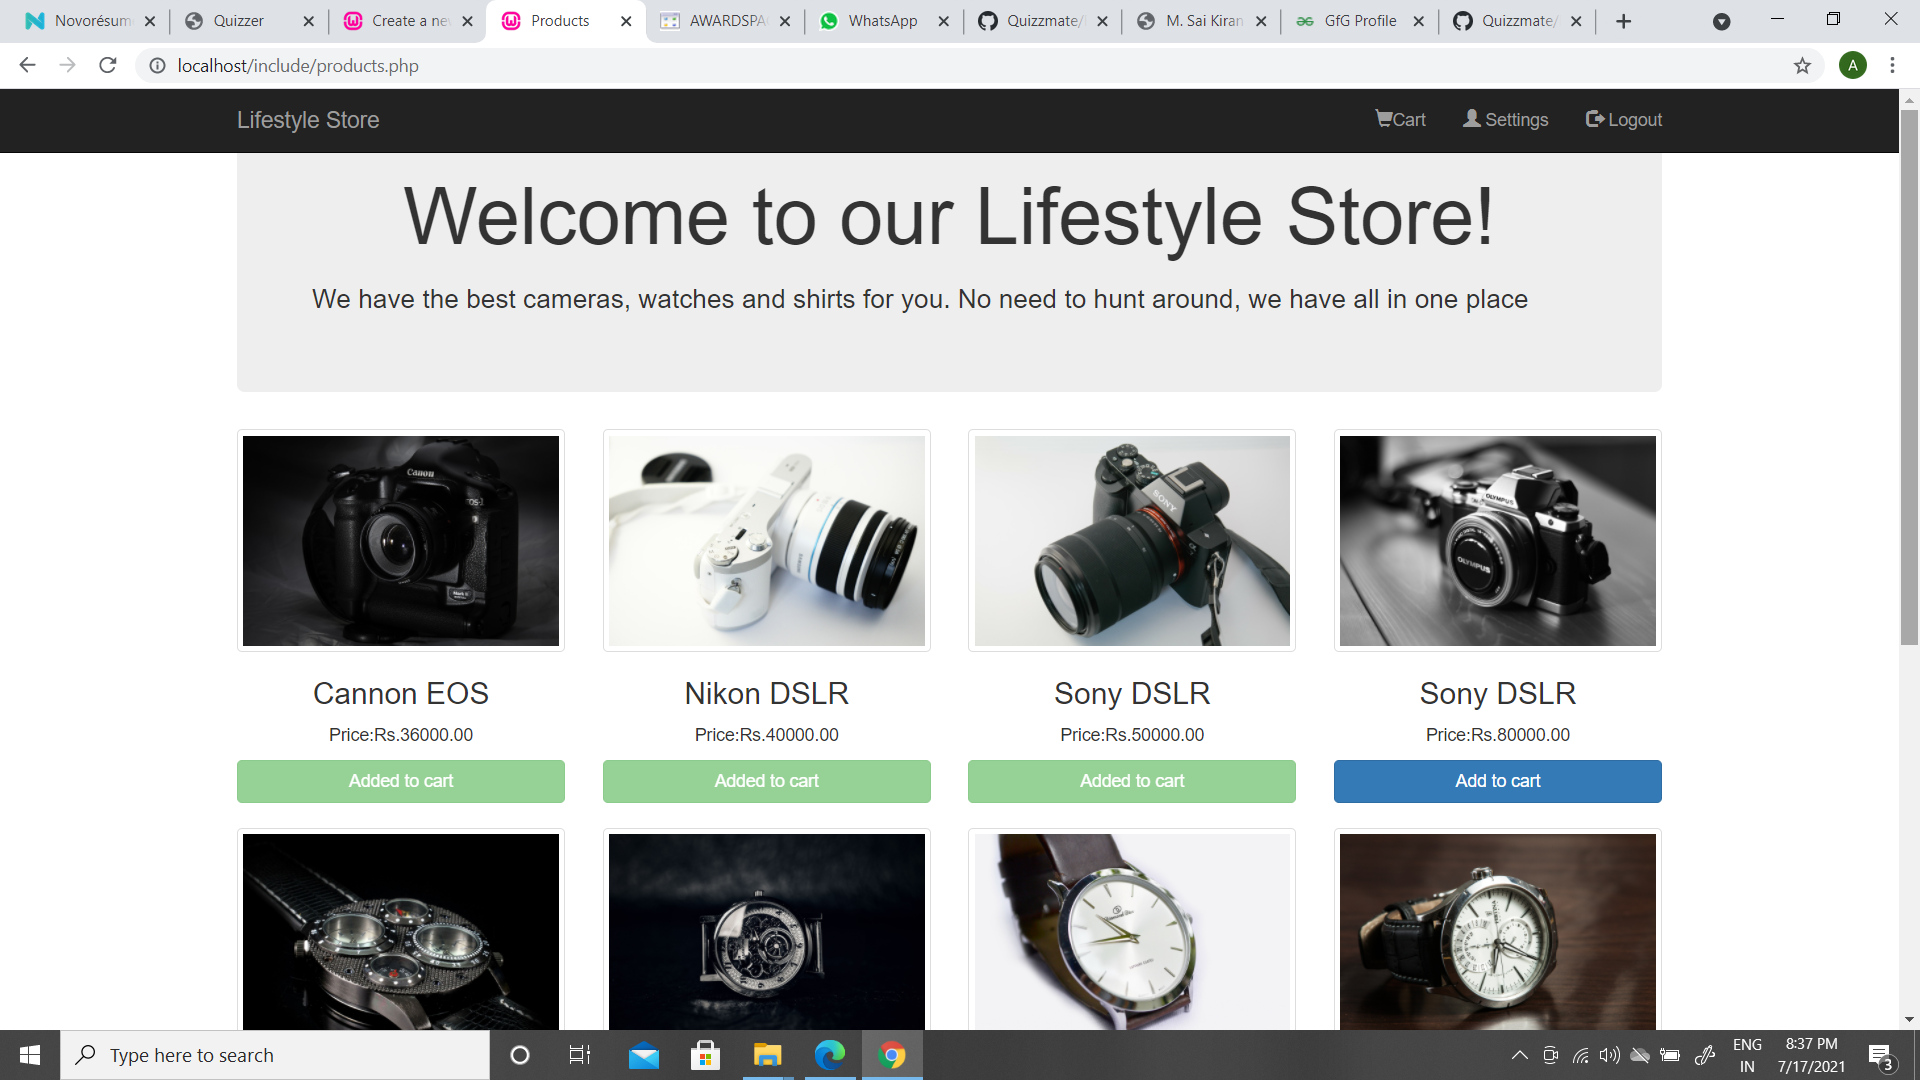 Novorésum
Quizzer
Create a ne
Products
AWARDSPA
WhatsApp
Quizzmate/
M. Sai Kiran
GfG Profile
Quizzmate/
localhost/include/products.php
A
Lifestyle Store
Cart
Settings
Logout
Welcome to our Lifestyle Store!
We have the best cameras, watches and shirts for you. No need to hunt around, we have all in one place
Canon
SONY
OLYMPUS
OLYMPUS
Cannon EOS
Nikon DSLR
Sony DSLR
Sony DSLR
Price:Rs.36000.00
Price:Rs.40000.00
Price:Rs.50000.00
Price:Rs.80000.00
Added to cart
Added to cart
Added to cart
Add to cart
Type here to search
ENG
IN
8:37 PM
7/17/2021
3